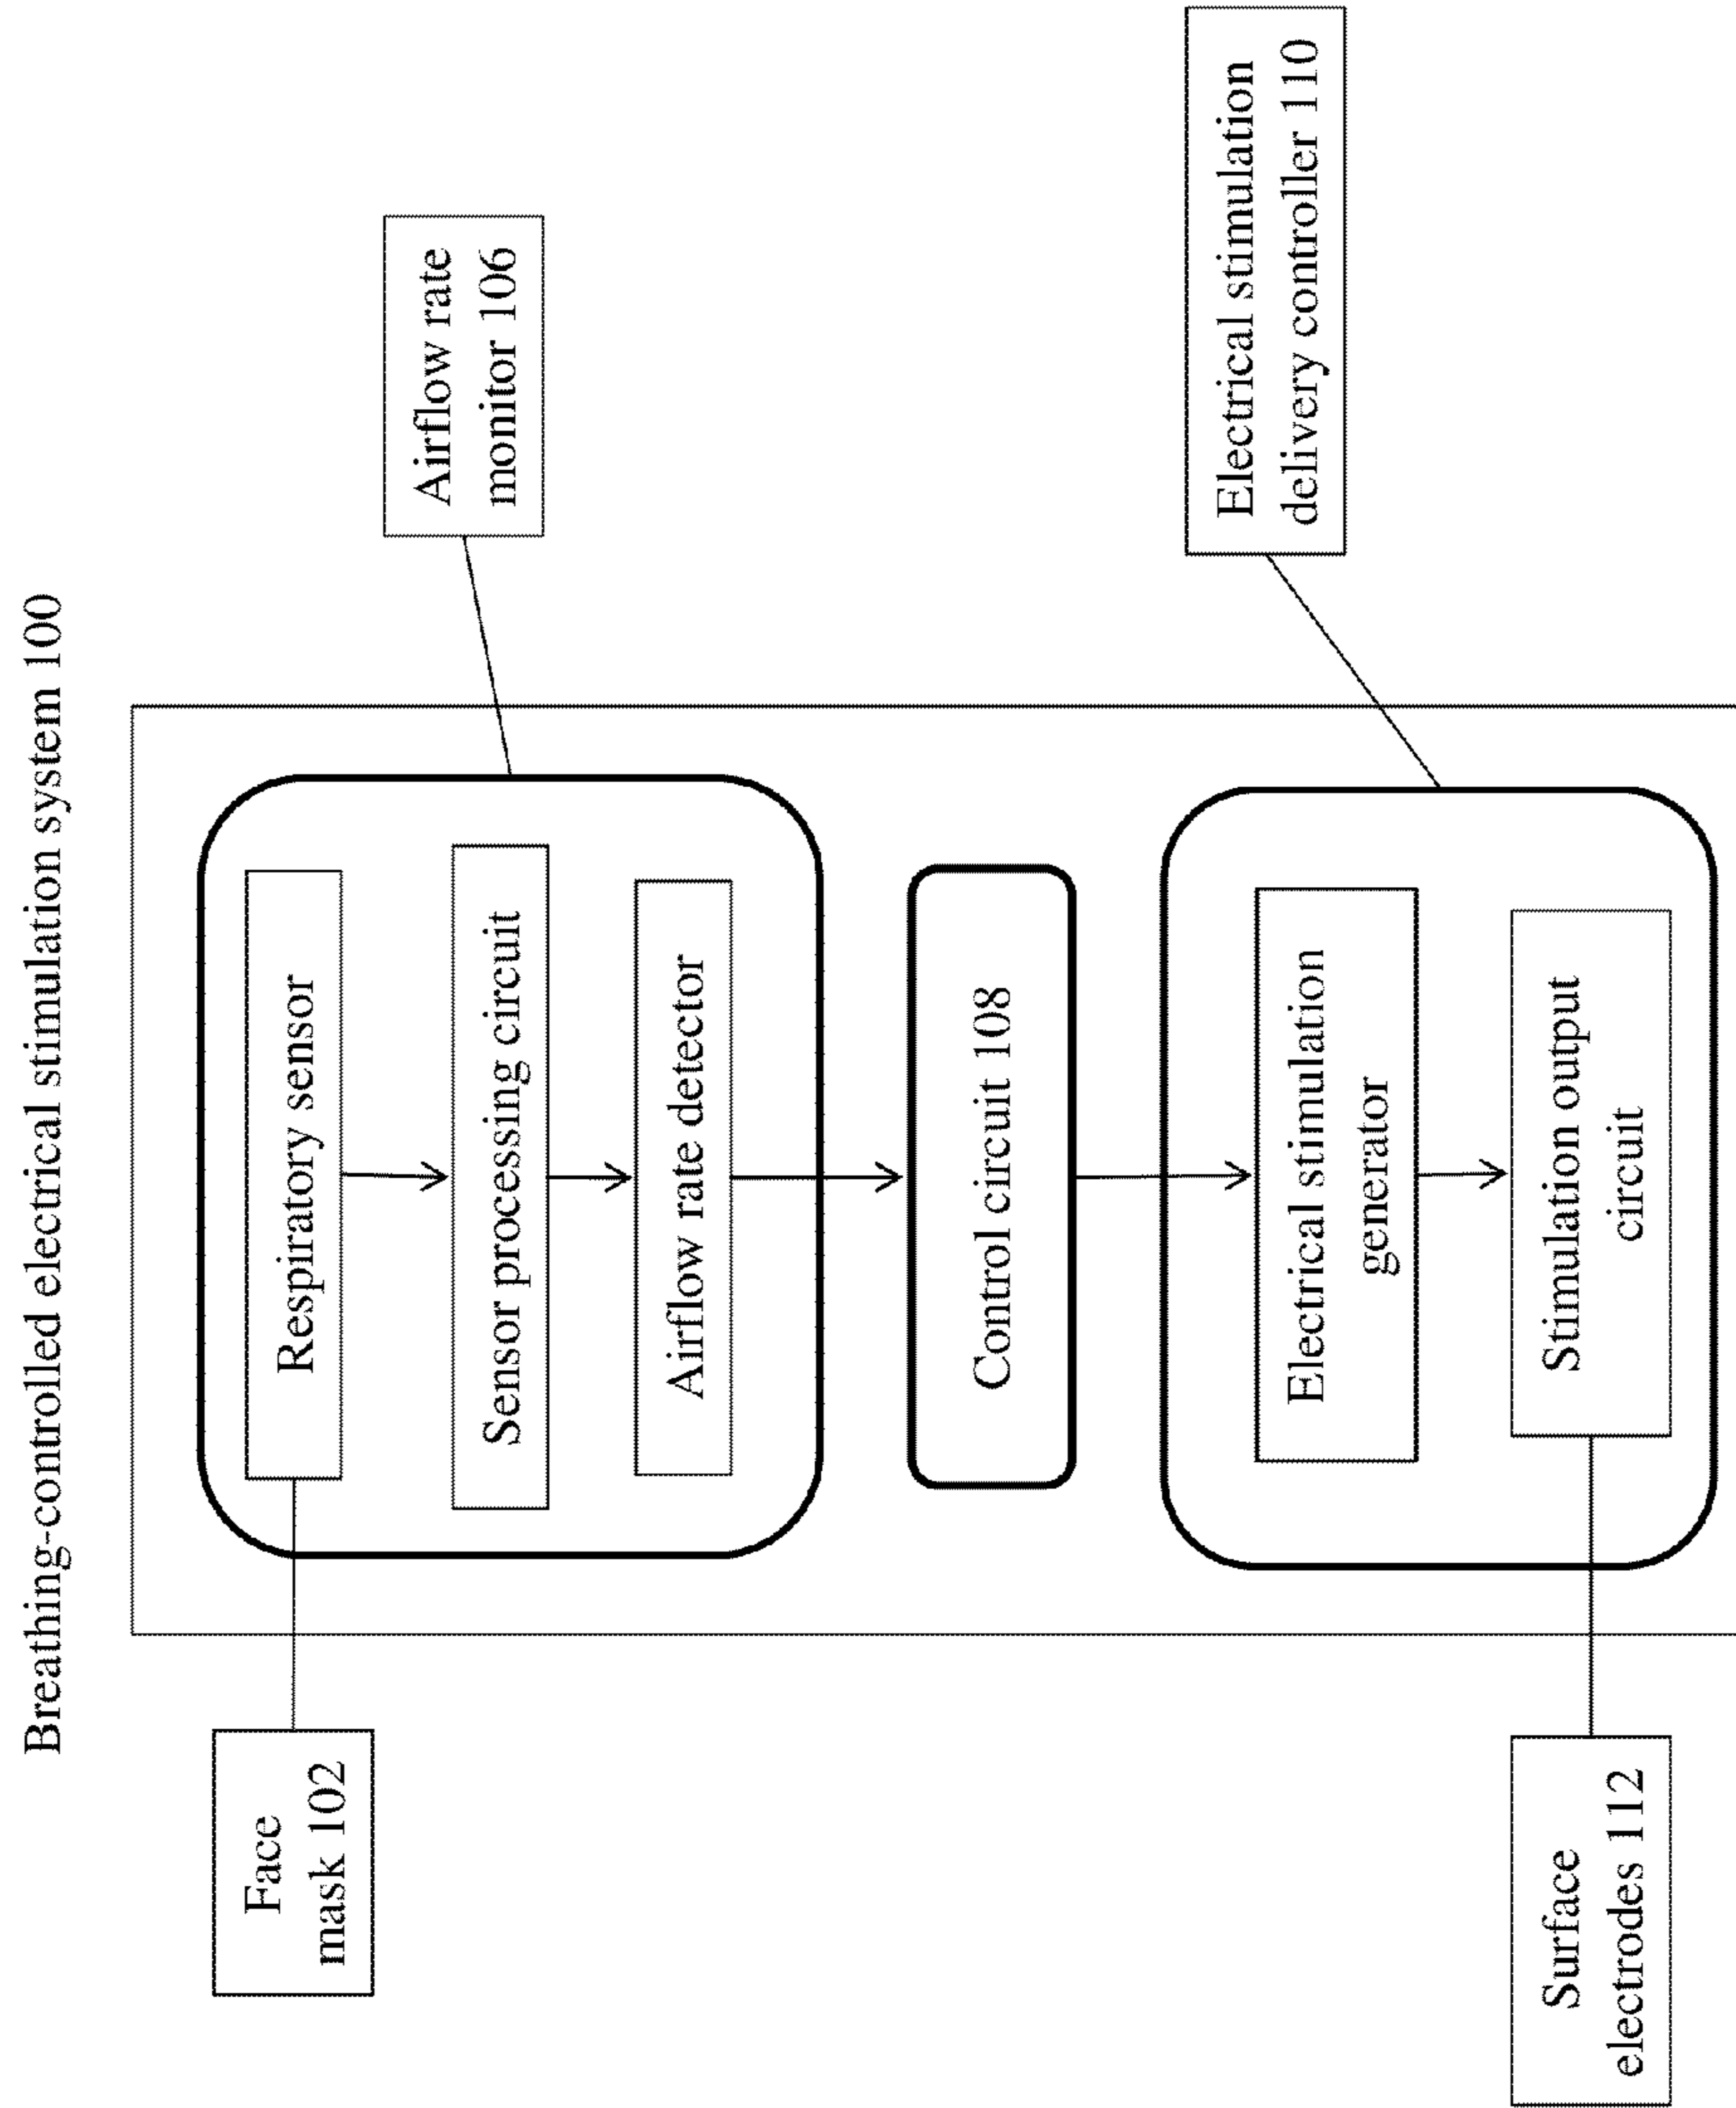 Breathing-controlled electrical stimulation system 100
Face
mask 102
Respiratory sensor
Sensor processing circuit
Airflow rate detector
Airflow rate
monitor 106
Control circuit 108
Electrical stimulation
generator
Stimulation output
circuit
Electrical stimulation
delivery controller 110
Surface
electrodes 112